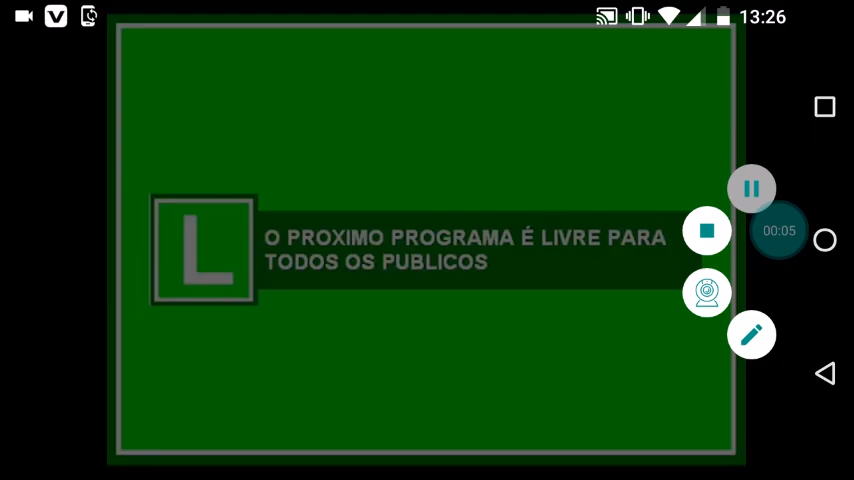 13:26
L
O PROXIMO PROGRAMA É LIVRE PARA
TODOS OS PUBLICOS
00:05